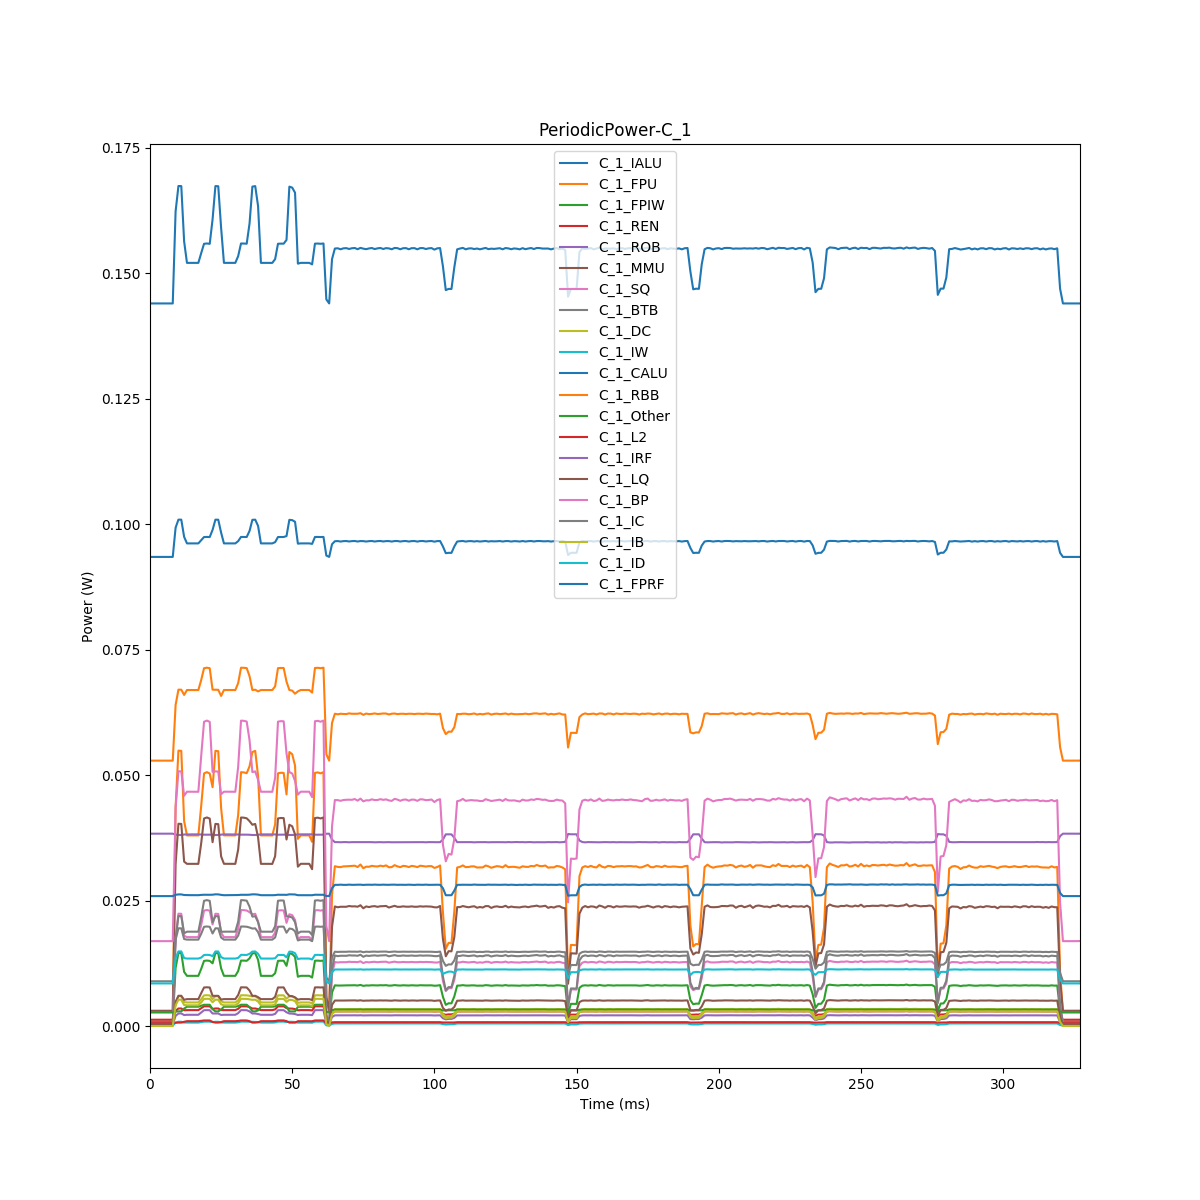 PeriodicPower-C_1
0.175
0.150
0.125
0.100
0.075
0.050
0.025
0.000
Power (W)
C_1_IALU
C_1_FPU
C_1_FPIW
C_1_REN
C_1_ROB
C_1_MMU
C_1_SQ
C_1_BTB
C_1_DC
C_1_IW
C_1_CALU
C_1_RBB
C_1_Other
C_1_L2
C_1_IRF
C_1_LQ
C_1_BP
C_1_IC
C_1_IB
C_1_ID
C_1_FPRF
0 50 100 150 200 250 300
Time (ms)